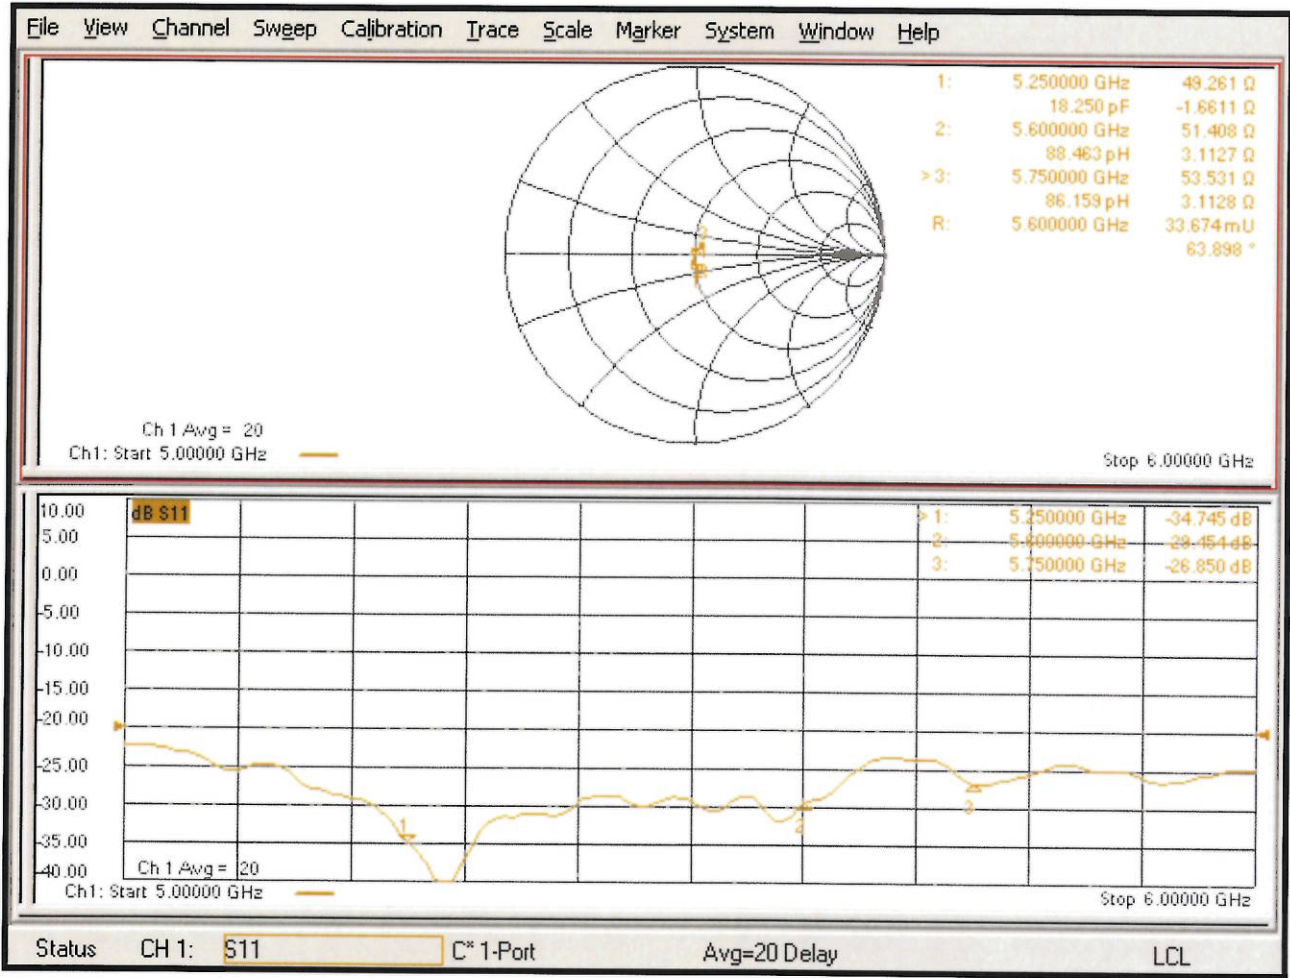 File View Channel Sweep Calibration Trace Scale Marker System Window Help
1: 5.250000 GHz 49.261 Ω
18.250 pF -1.6611 Ω
2: 5.600000 GHz 51.408 Ω
88.463 pH 3.1127 Ω
> 3: 5.750000 GHz 53.531 Ω
86.159 pH 3.1128 Ω
R: 5.600000 GHz 33.674 mU
63.898 °
Ch 1 Avg = 20
Ch1: Start 5.00000 GHz
Stop 6.00000 GHz
10.00 dB S11
5.00
0.00
-5.00
-10.00
-15.00
-20.00
-25.00
-30.00
-35.00
-40.00
> 1: 5.250000 GHz -34.745 dB
2: 5.600000 GHz -29.454 dB
3: 5.750000 GHz -26.850 dB
1
2
3
Ch 1 Avg = 20
Ch1: Start 5.00000 GHz
Stop 6.00000 GHz
Status CH 1: S11 C* 1-Port Avg=20 Delay LCL